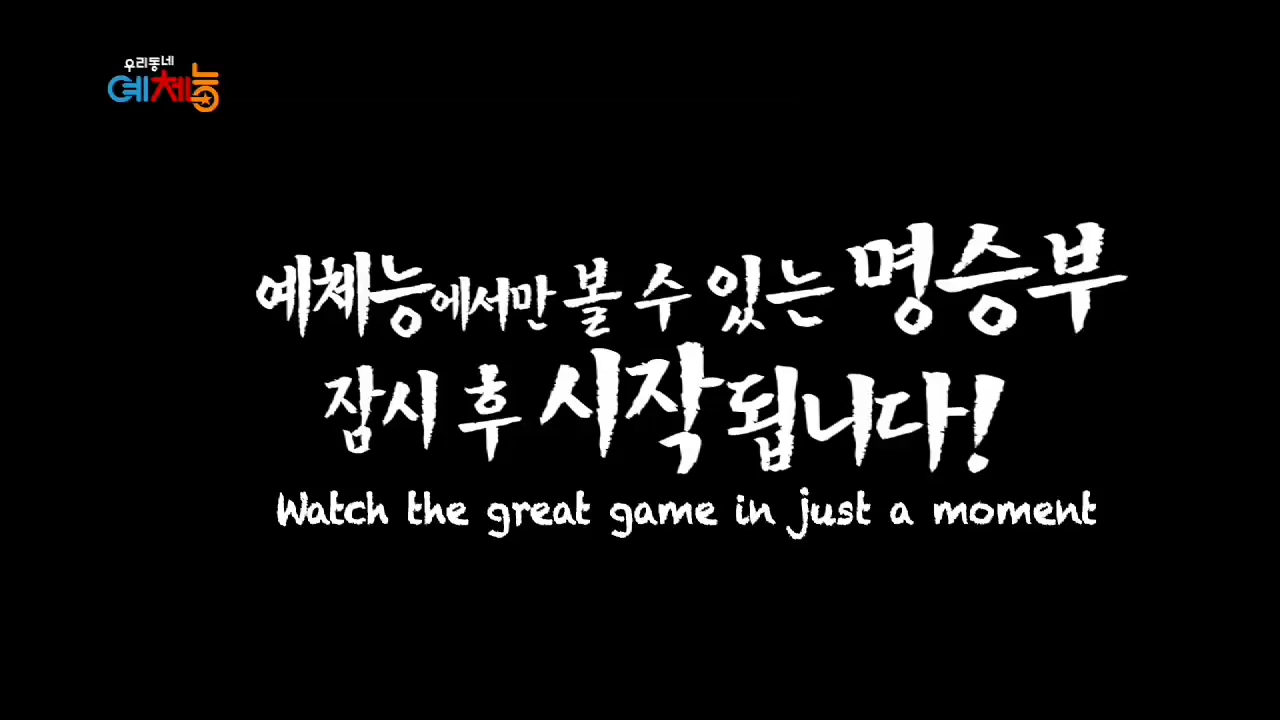 우리동네
예체능
예체능에서만 볼 수 있는 명승부
잠시 후 시작됩니다!
Watch the great game in just a moment